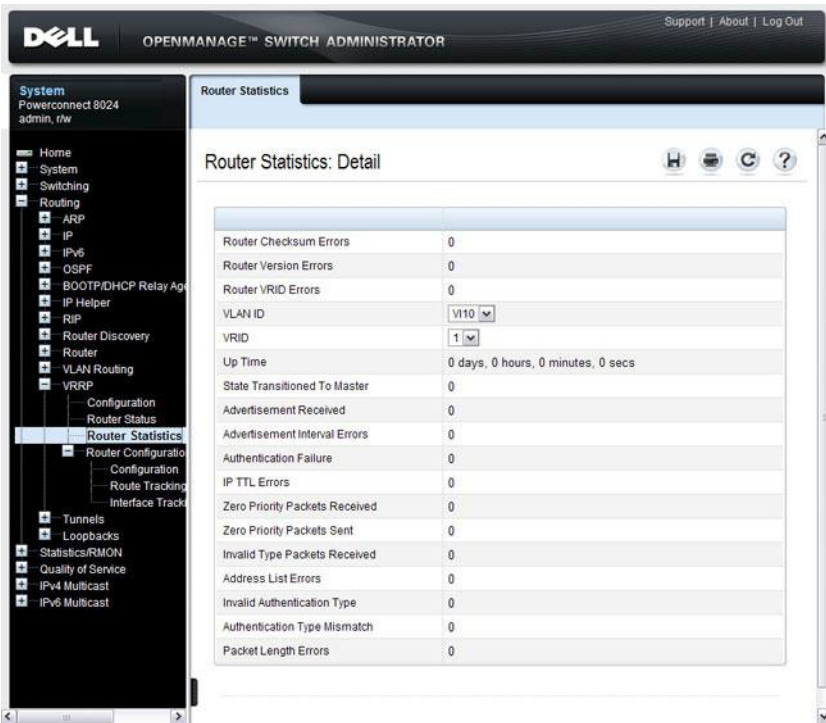 Support | About | Log Out
DELL OPENMANAGE™ SWITCH ADMINISTRATOR
System
Powerconnect 8024
admin, r/w
Home
System
Switching
Routing
ARP
IP
IPv6
OSPF
BOOTP/DHCP Relay Age
IP Helper
RIP
Router Discovery
Router
VLAN Routing
VRRP
Configuration
Router Status
Router Statistics
Router Configuratio
Configuration
Route Tracking
Interface Tracki
Tunnels
Loopbacks
Statistics/RMON
Quality of Service
IPv4 Multicast
IPv6 Multicast
Router Statistics
Router Statistics: Detail
Router Checksum Errors 0
Router Version Errors 0
Router VRID Errors 0
VLAN ID Vl10
VRID 1
Up Time 0 days, 0 hours, 0 minutes, 0 secs
State Transitioned To Master 0
Advertisement Received 0
Advertisement Interval Errors 0
Authentication Failure 0
IP TTL Errors 0
Zero Priority Packets Received 0
Zero Priority Packets Sent 0
Invalid Type Packets Received 0
Address List Errors 0
Invalid Authentication Type 0
Authentication Type Mismatch 0
Packet Length Errors 0